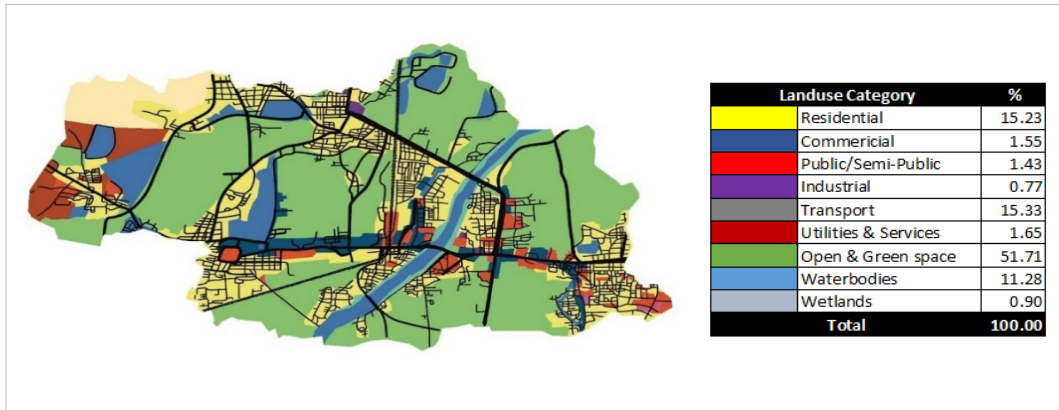 Landuse Category %
Residential 15.23
Commericial 1.55
Public/Semi-Public 1.43
Industrial 0.77
Transport 15.33
Utilities & Services 1.65
Open & Green space 51.71
Waterbodies 11.28
Wetlands 0.90
Total 100.00